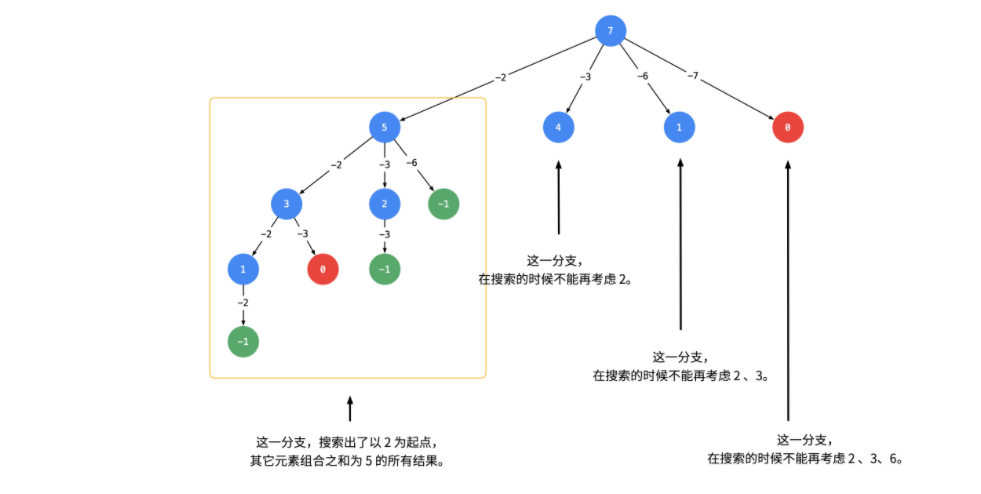 7
-2
-3
-6
-7
5
4
1
0
-2
-3
-6
3
2
-1
-2
-3
-3
1
0
-1
-2
-1
这一分支，
在搜索的时候不能再考虑 2。
这一分支，
在搜索的时候不能再考虑 2 、3。
这一分支，搜索出了以 2 为起点，
其它元素组合之和为 5 的所有结果。
这一分支，
在搜索的时候不能再考虑 2 、3、6。